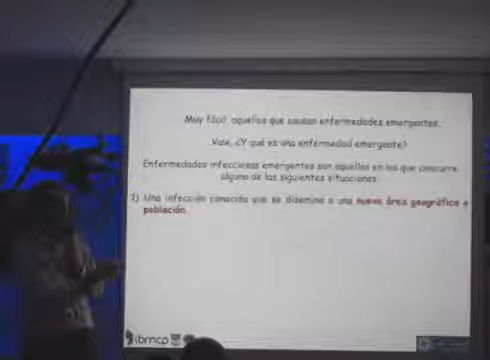 Muy fácil, aquellos que causan enfermedades emergentes.
Vale, ¿Y qué es una enfermedad emergente?
Enfermedades infecciosas emergentes son aquellas en las que concurre
alguna de las siguientes situaciones
1) Una infección conocida que se disemina a una nueva área geográfica o
población.
ibmcp